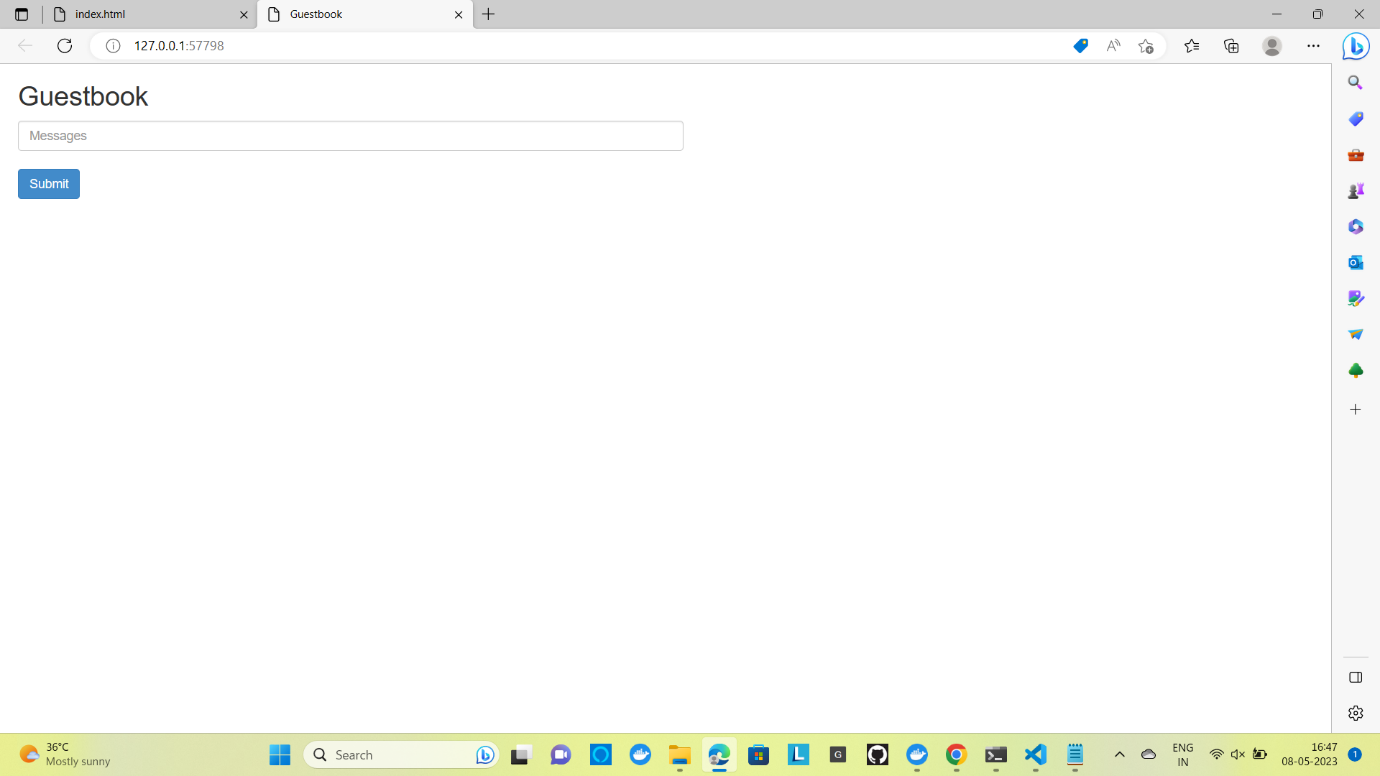 index.html
Guestbook
127.0.0.1:57798
Guestbook
Messages
Submit
36°C
Mostly sunny
Search
L
G
ENG
IN
16:47
08-05-2023
1